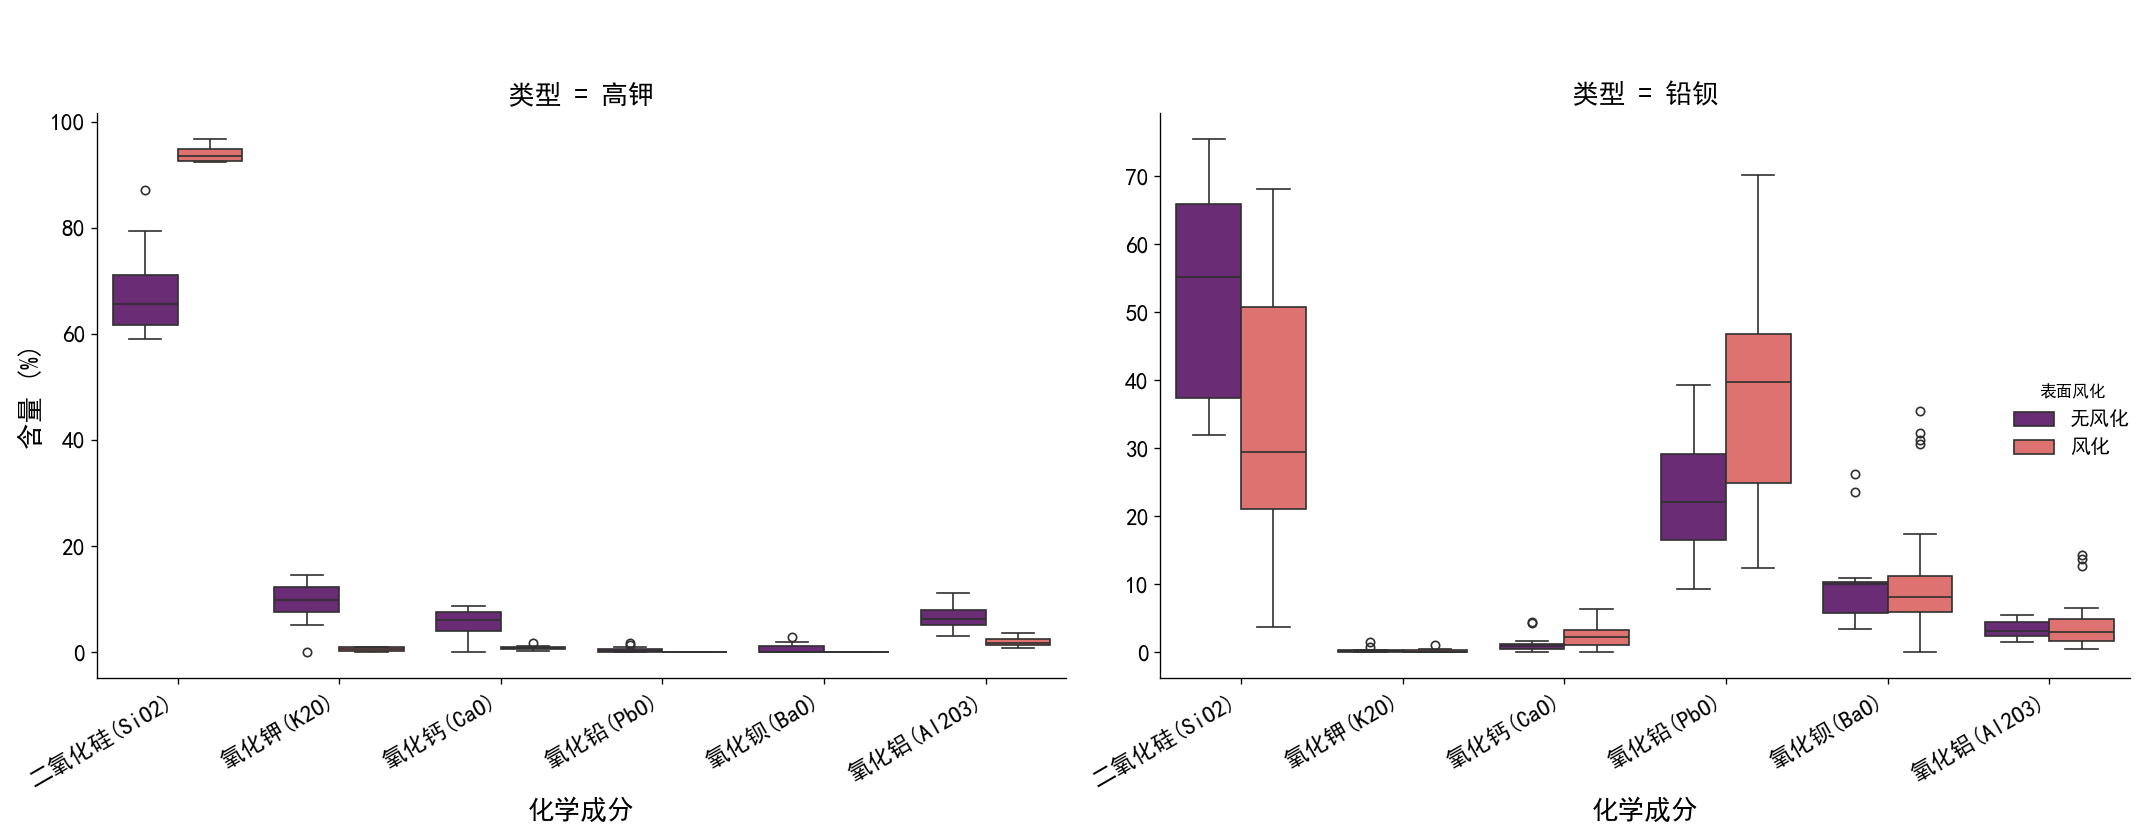 类型 = 高钾
含量 (%)
100
80
60
40
20
0
二氧化硅(SiO2)
氧化钾(K2O)
氧化钙(CaO)
氧化铅(PbO)
氧化钡(BaO)
氧化铝(Al2O3)
化学成分
类型 = 铅钡
70
60
50
40
30
20
10
0
二氧化硅(SiO2)
氧化钾(K2O)
氧化钙(CaO)
氧化铅(PbO)
氧化钡(BaO)
氧化铝(Al2O3)
化学成分
表面风化
无风化
风化